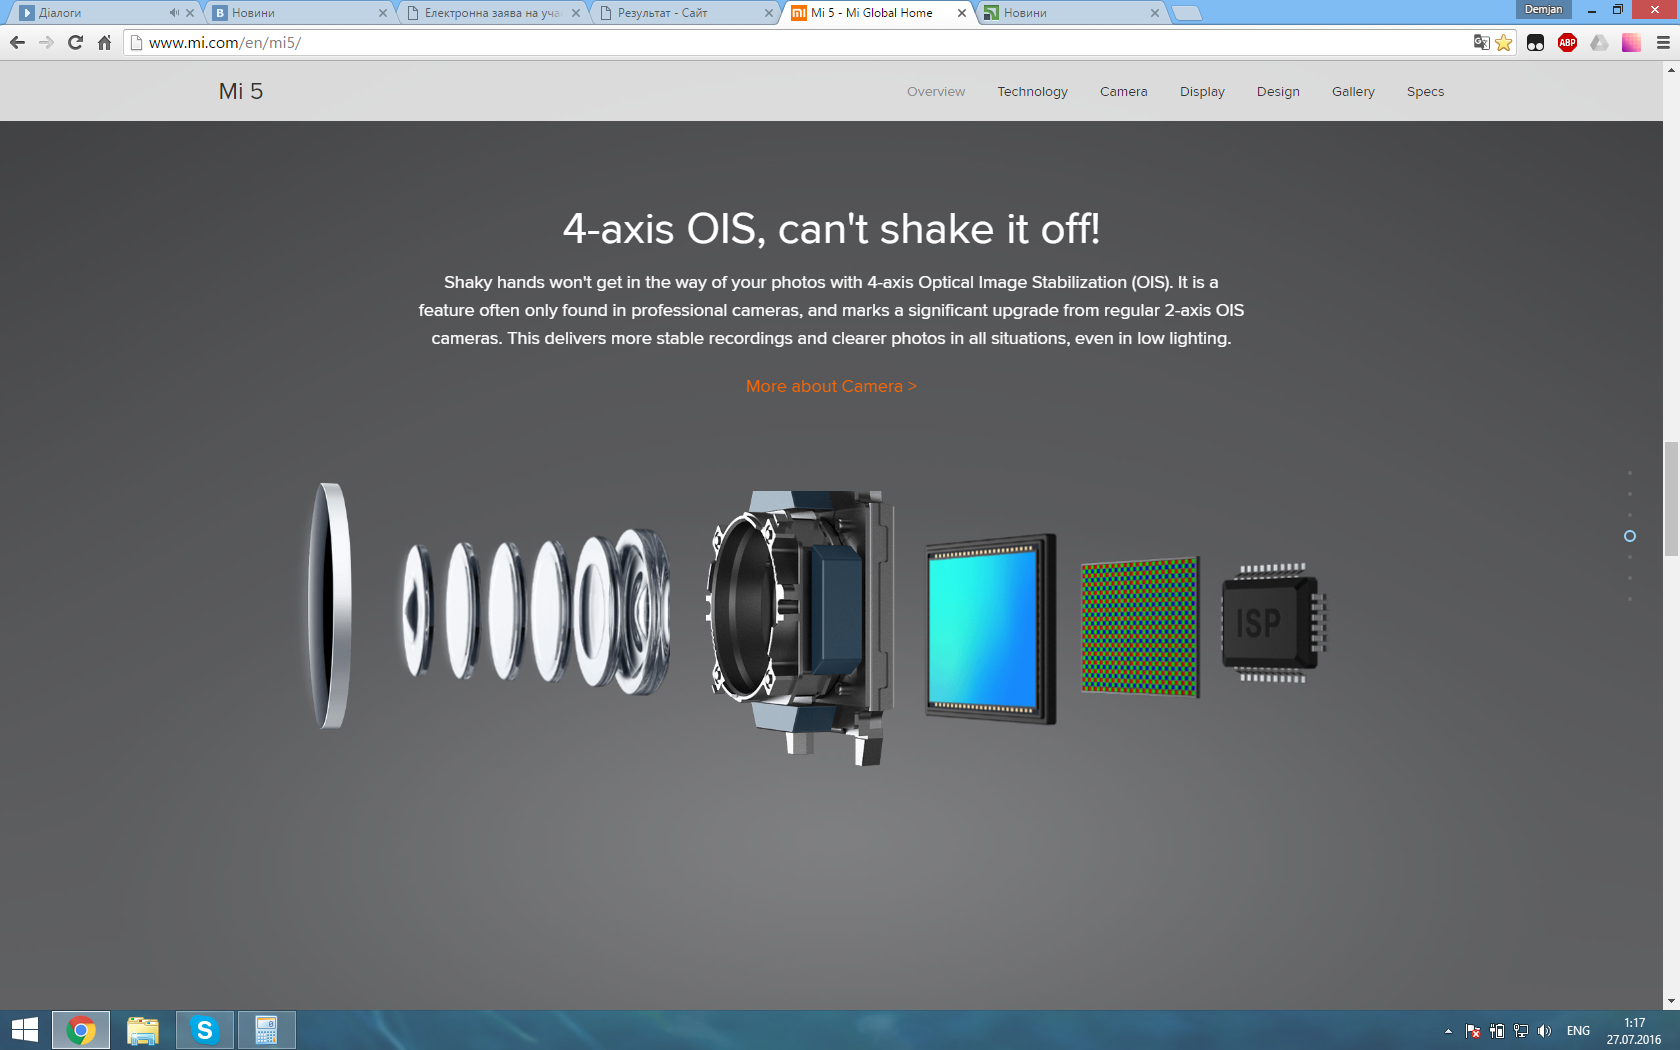 Діалоги
Новини
Електронна заява на уча
Результат - Сайт
Mi 5 - Mi Global Home
Новини
Demjan
www.mi.com/en/mi5/
ABP
Mi 5
Overview
Technology
Camera
Display
Design
Gallery
Specs
4-axis OIS, can't shake it off!
Shaky hands won't get in the way of your photos with 4-axis Optical Image Stabilization (OIS). It is a
feature often only found in professional cameras, and marks a significant upgrade from regular 2-axis OIS
cameras. This delivers more stable recordings and clearer photos in all situations, even in low lighting.
More about Camera >
ISP
ENG
1:17
27.07.2016